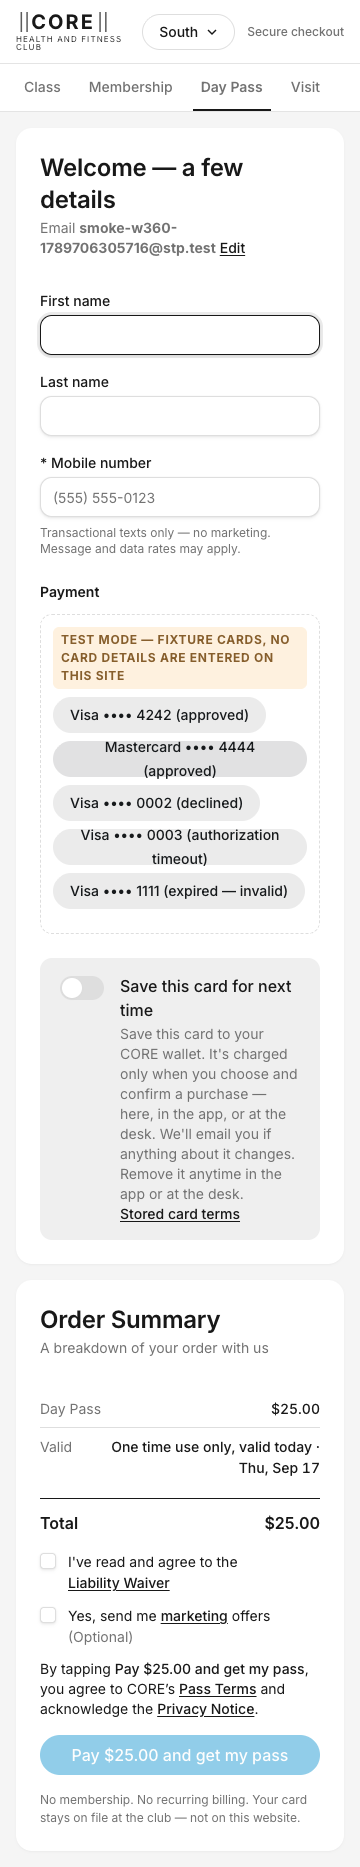 ||CORE||
HEALTH AND FITNESS
CLUB
South
Secure checkout
Class
Membership
Day Pass
Visit
Welcome — a few
details
Email smoke-w360-
1789706305716@stp.test Edit
First name
Last name
* Mobile number
(555) 555-0123
Transactional texts only — no marketing.
Message and data rates may apply.
Payment
TEST MODE — FIXTURE CARDS, NO
CARD DETAILS ARE ENTERED ON
THIS SITE
Visa •••• 4242 (approved)
Mastercard •••• 4444
(approved)
Visa •••• 0002 (declined)
Visa •••• 0003 (authorization
timeout)
Visa •••• 1111 (expired — invalid)
Save this card for next
time
Save this card to your
CORE wallet. It's charged
only when you choose and
confirm a purchase —
here, in the app, or at the
desk. We'll email you if
anything about it changes.
Remove it anytime in the
app or at the desk.
Stored card terms
Order Summary
A breakdown of your order with us
Day Pass $25.00
Valid One time use only, valid today ·
Thu, Sep 17
Total $25.00
I've read and agree to the
Liability Waiver
Yes, send me marketing offers
(Optional)
By tapping Pay $25.00 and get my pass,
you agree to CORE’s Pass Terms and
acknowledge the Privacy Notice.
Pay $25.00 and get my pass
No membership. No recurring billing. Your card
stays on file at the club — not on this website.